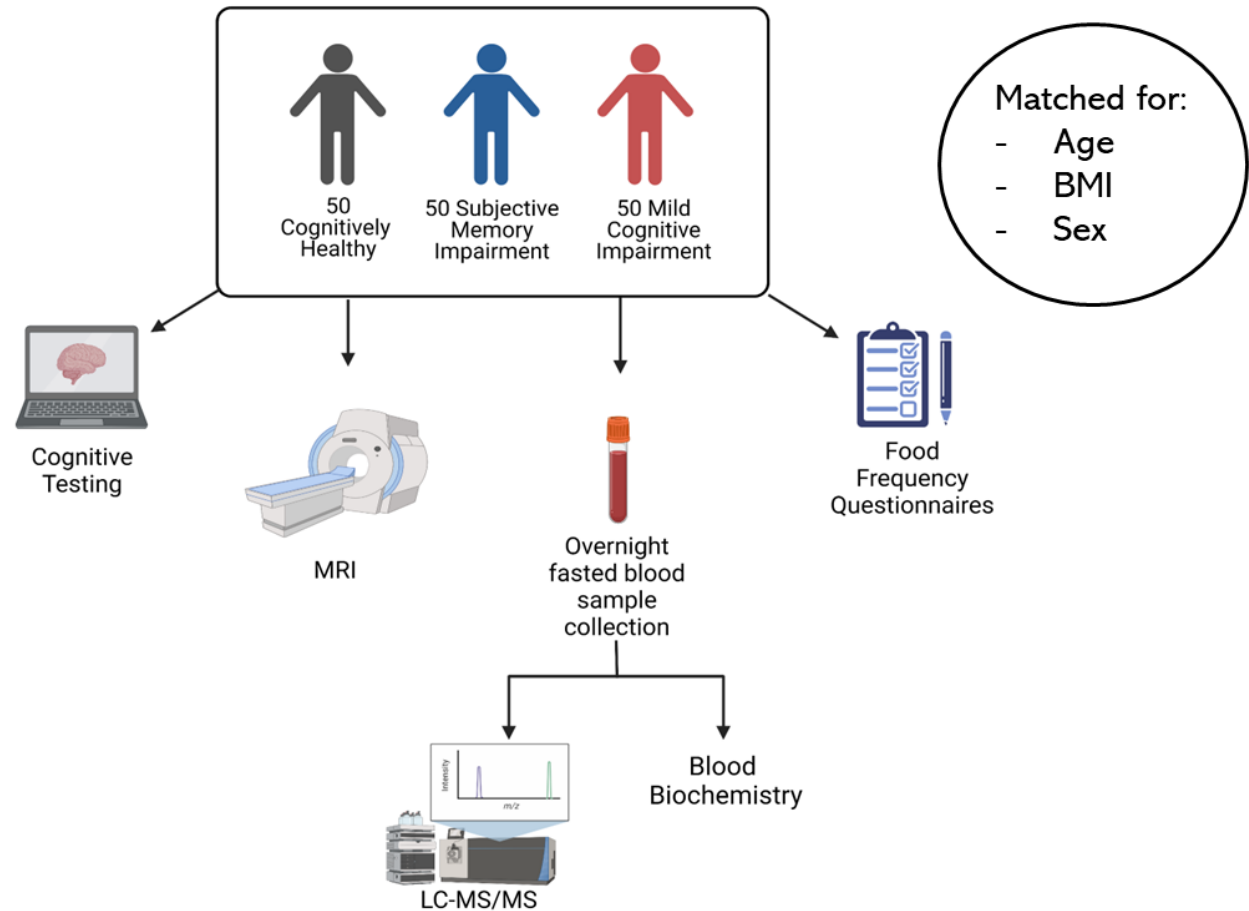 50
Cognitively
Healthy
50 Subjective
Memory
Impairment
50 Mild
Cognitive
Impairment
Matched for:
- Age
- BMI
- Sex
Cognitive
Testing
MRI
Overnight
fasted blood
sample
collection
Food
Frequency
Questionnaires
Intensity
m/z
LC-MS/MS
Blood
Biochemistry